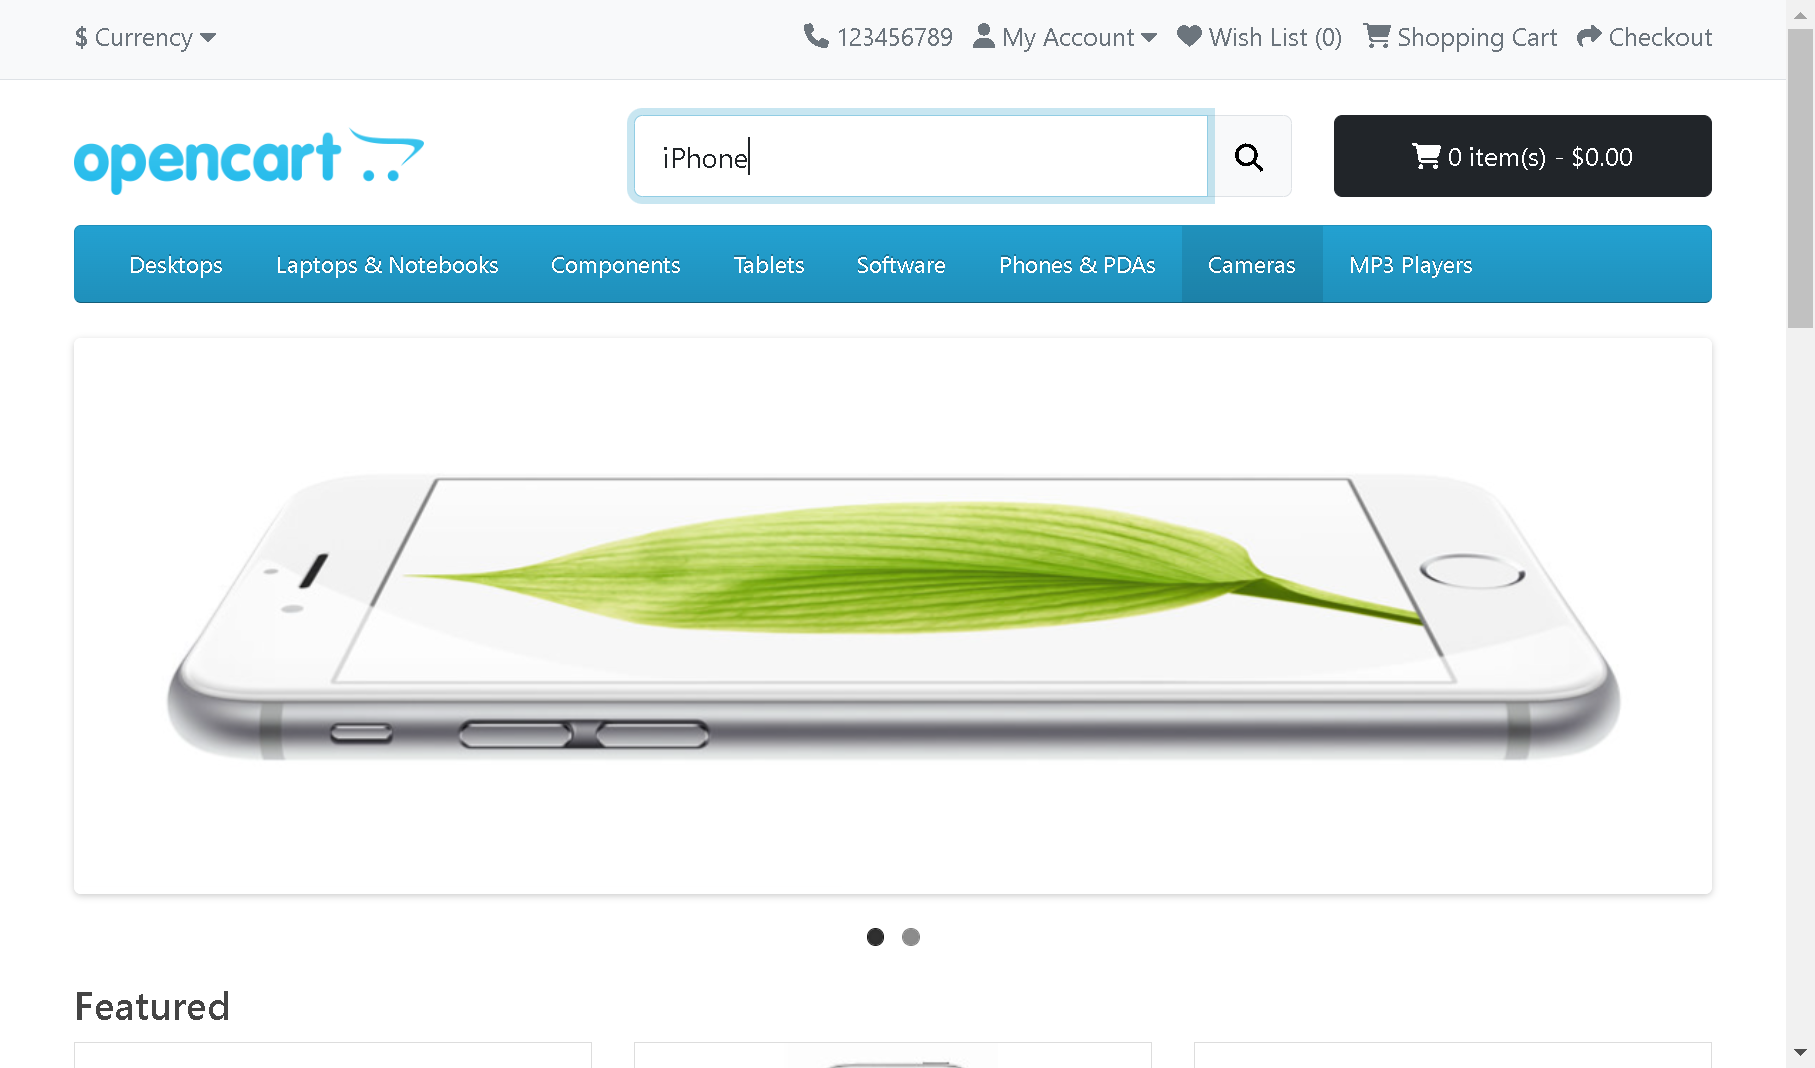 $ Currency
123456789 My Account Wish List (0) Shopping Cart Checkout
opencart
iPhone
0 item(s) - $0.00
Desktops Laptops & Notebooks Components Tablets Software Phones & PDAs Cameras MP3 Players
Featured